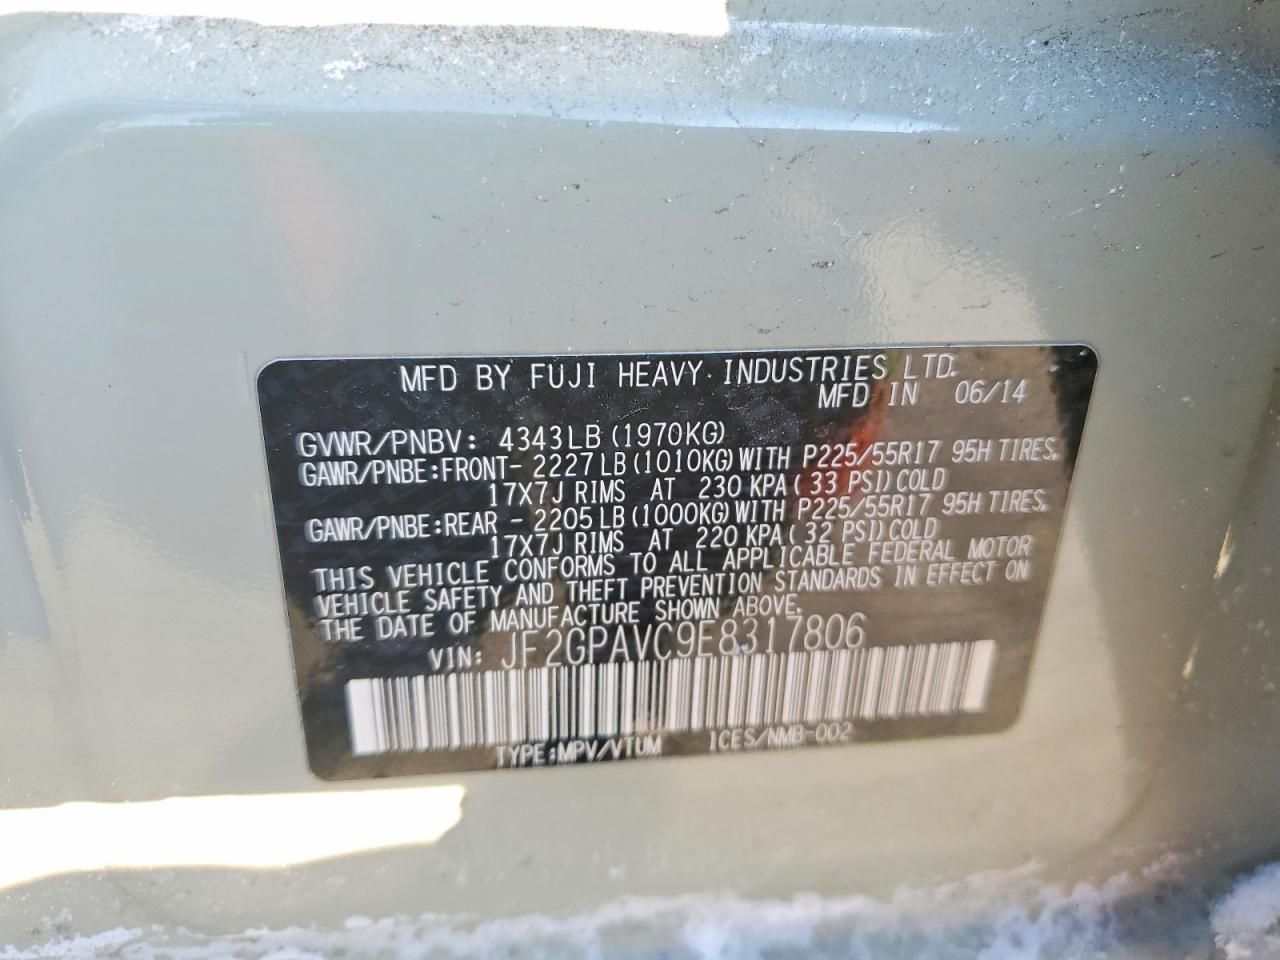 MFD BY FUJI HEAVY INDUSTRIES LTD.
MFD IN 06/14
GVWR/PNBV: 4343LB (1970KG)
GAWR/PNBE:FRONT- 2227LB (1010KG) WITH P225/55R17 95H TIRES,
17X7J RIMS AT 230 KPA( 33 PSI) COLD
GAWR/PNBE:REAR - 2205LB (1000KG) WITH P225/55R17 95H TIRES,
17X7J RIMS AT 220 KPA( 32 PSI) COLD
THIS VEHICLE CONFORMS TO ALL APPLICABLE FEDERAL MOTOR
VEHICLE SAFETY AND THEFT PREVENTION STANDARDS IN EFFECT ON
THE DATE OF MANUFACTURE SHOWN ABOVE.
VIN: JF2GPAVC9E8317806
TYPE:MPV/VTUM ICES/NMB-002